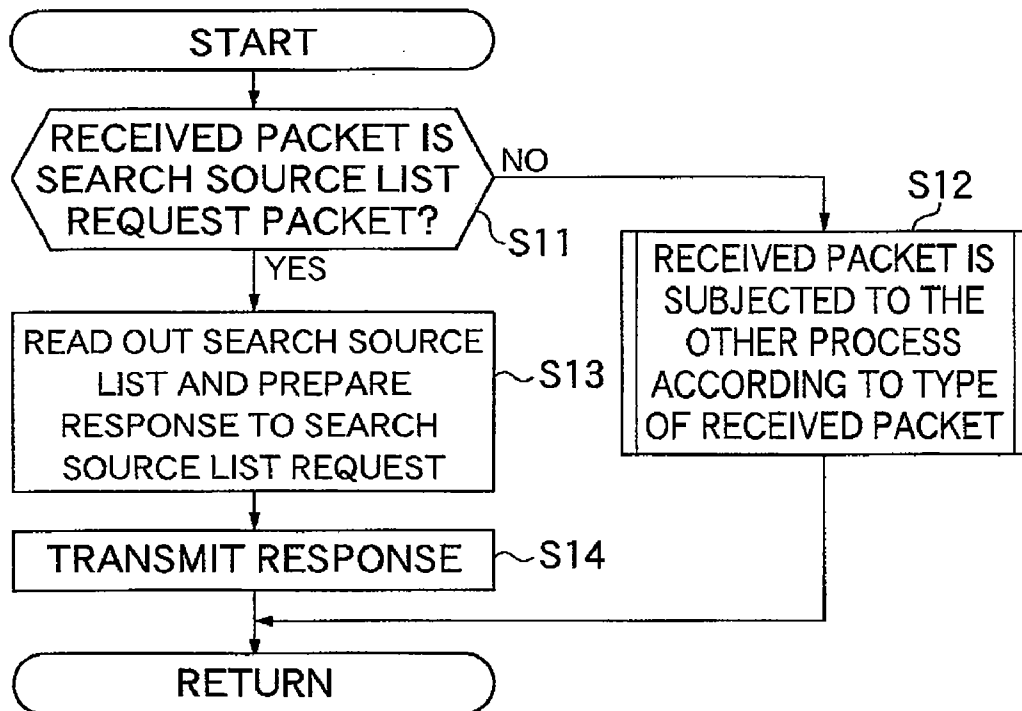 START
RECEIVED PACKET IS
SEARCH SOURCE LIST
REQUEST PACKET?
S11
NO
YES
S12
RECEIVED PACKET IS
SUBJECTED TO THE
OTHER PROCESS
ACCORDING TO TYPE
OF RECEIVED PACKET
READ OUT SEARCH SOURCE
LIST AND PREPARE
RESPONSE TO SEARCH
SOURCE LIST REQUEST
S13
TRANSMIT RESPONSE
S14
RETURN